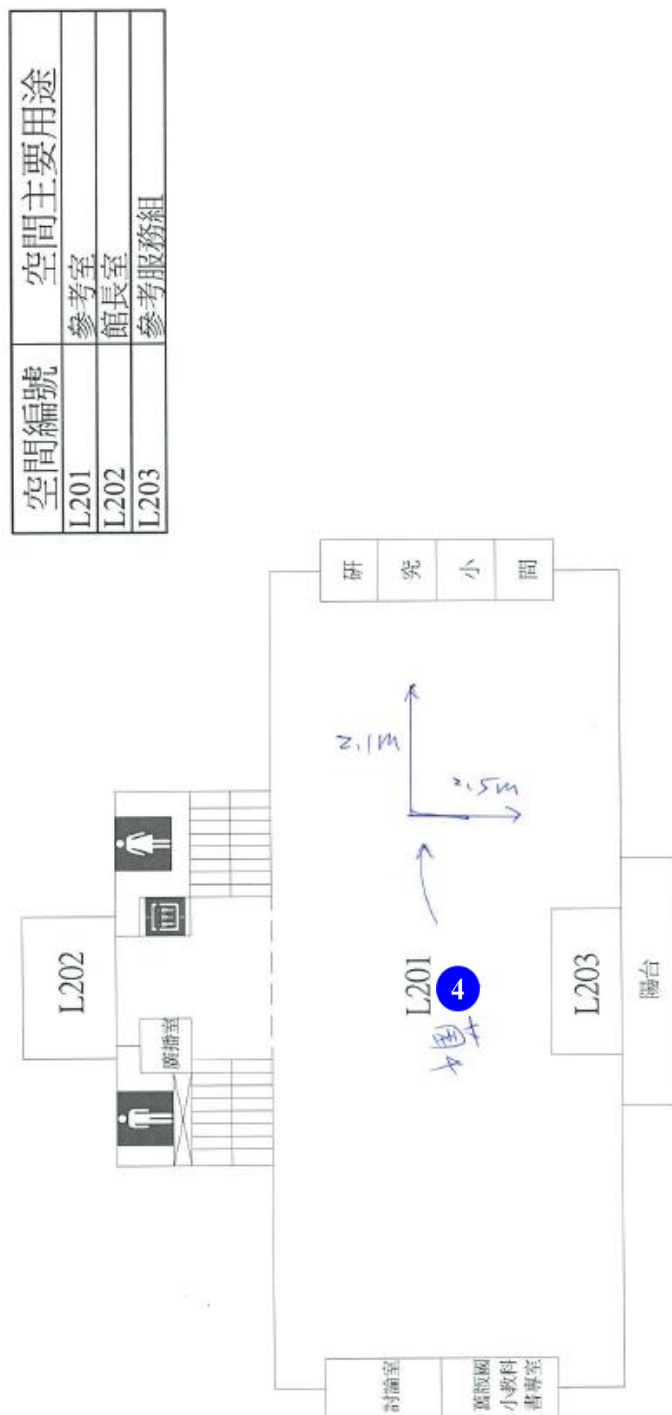 空間編號 空間主要用途
L201 參考室
L202 館長室
L203 參考服務組
L202
廣播室
研究小間
2.1M
2.5M
L201
4
L203
陽台
討論室
舊版國
小教科
書專室